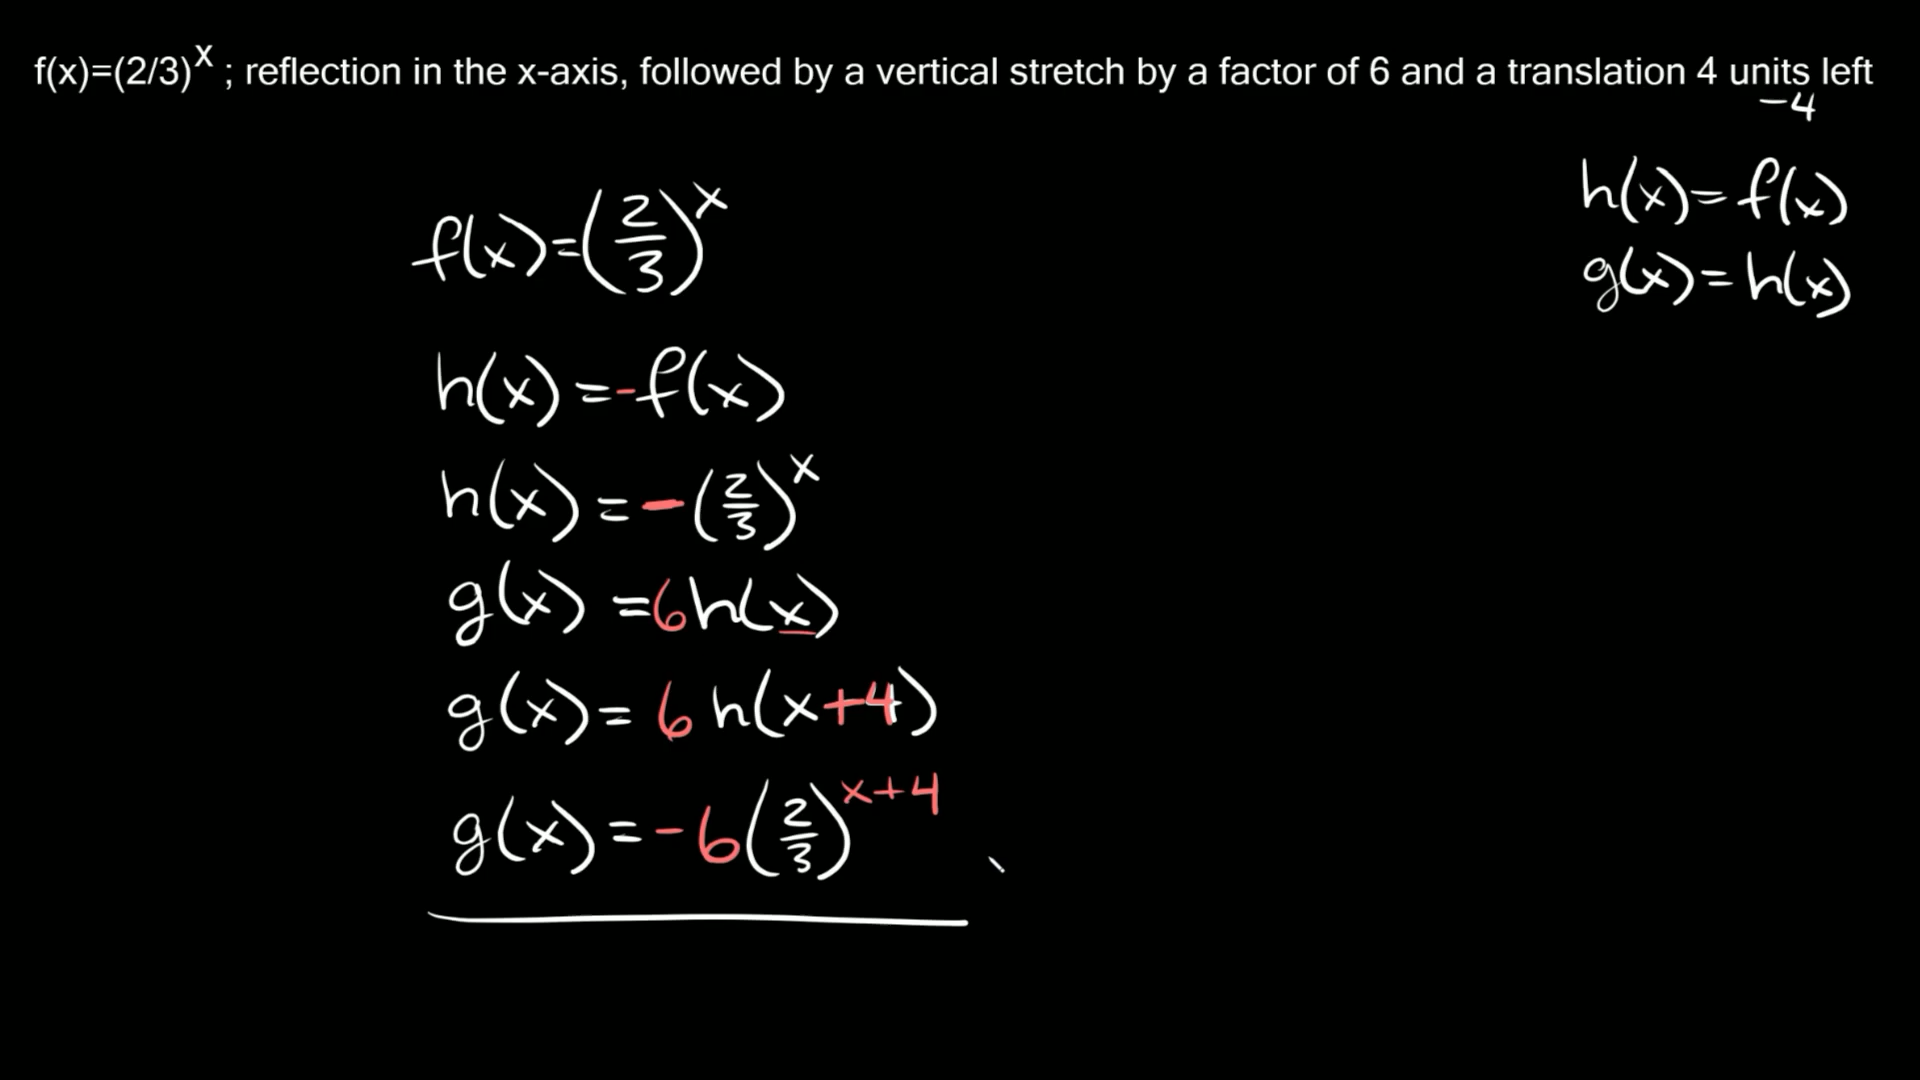 f(x)=(2/3)^x ; reflection in the x-axis, followed by a vertical stretch by a factor of 6 and a translation 4 units left
-4
h(x)=f(x)
g(x)=h(x)
f(x)=(2/3)^x
h(x)=-f(x)
h(x)=-(2/3)^x
g(x)=6h(x)
g(x)=6h(x+4)
g(x)=-6(2/3)^x+4